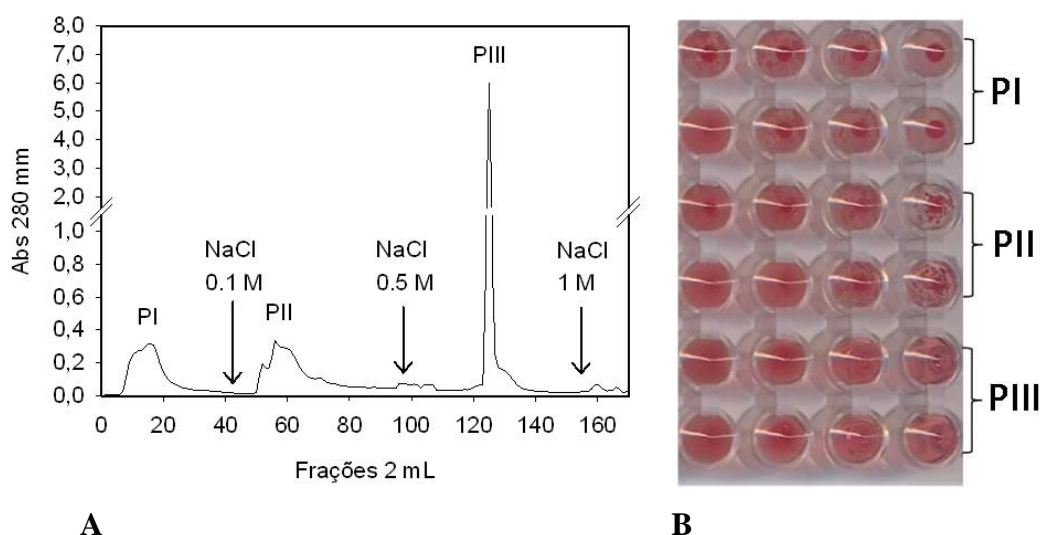 8,0
7,0
6,0
5,0
4,0
3,0
2,0
1,0
0,8
0,6
0,4
0,2
0,0
Abs 280 mm
PI
NaCl
0.1 M
PII
NaCl
0.5 M
PIII
NaCl
1 M
0 20 40 60 80 100 120 140 160
Frações 2 mL
A
PI
PII
PIII
B